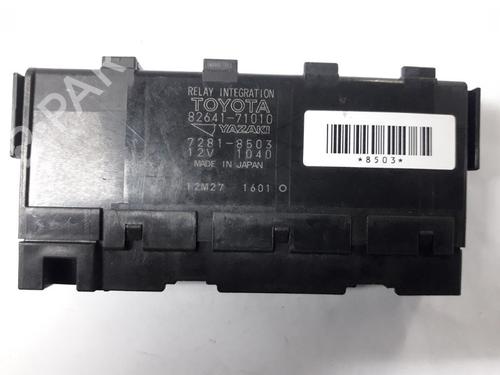 RELAY INTEGRATION
TOYOTA
82641-71010
YAZAKI
7281-8503
12V 1040
MADE IN JAPAN
12M27 1601
*8503*